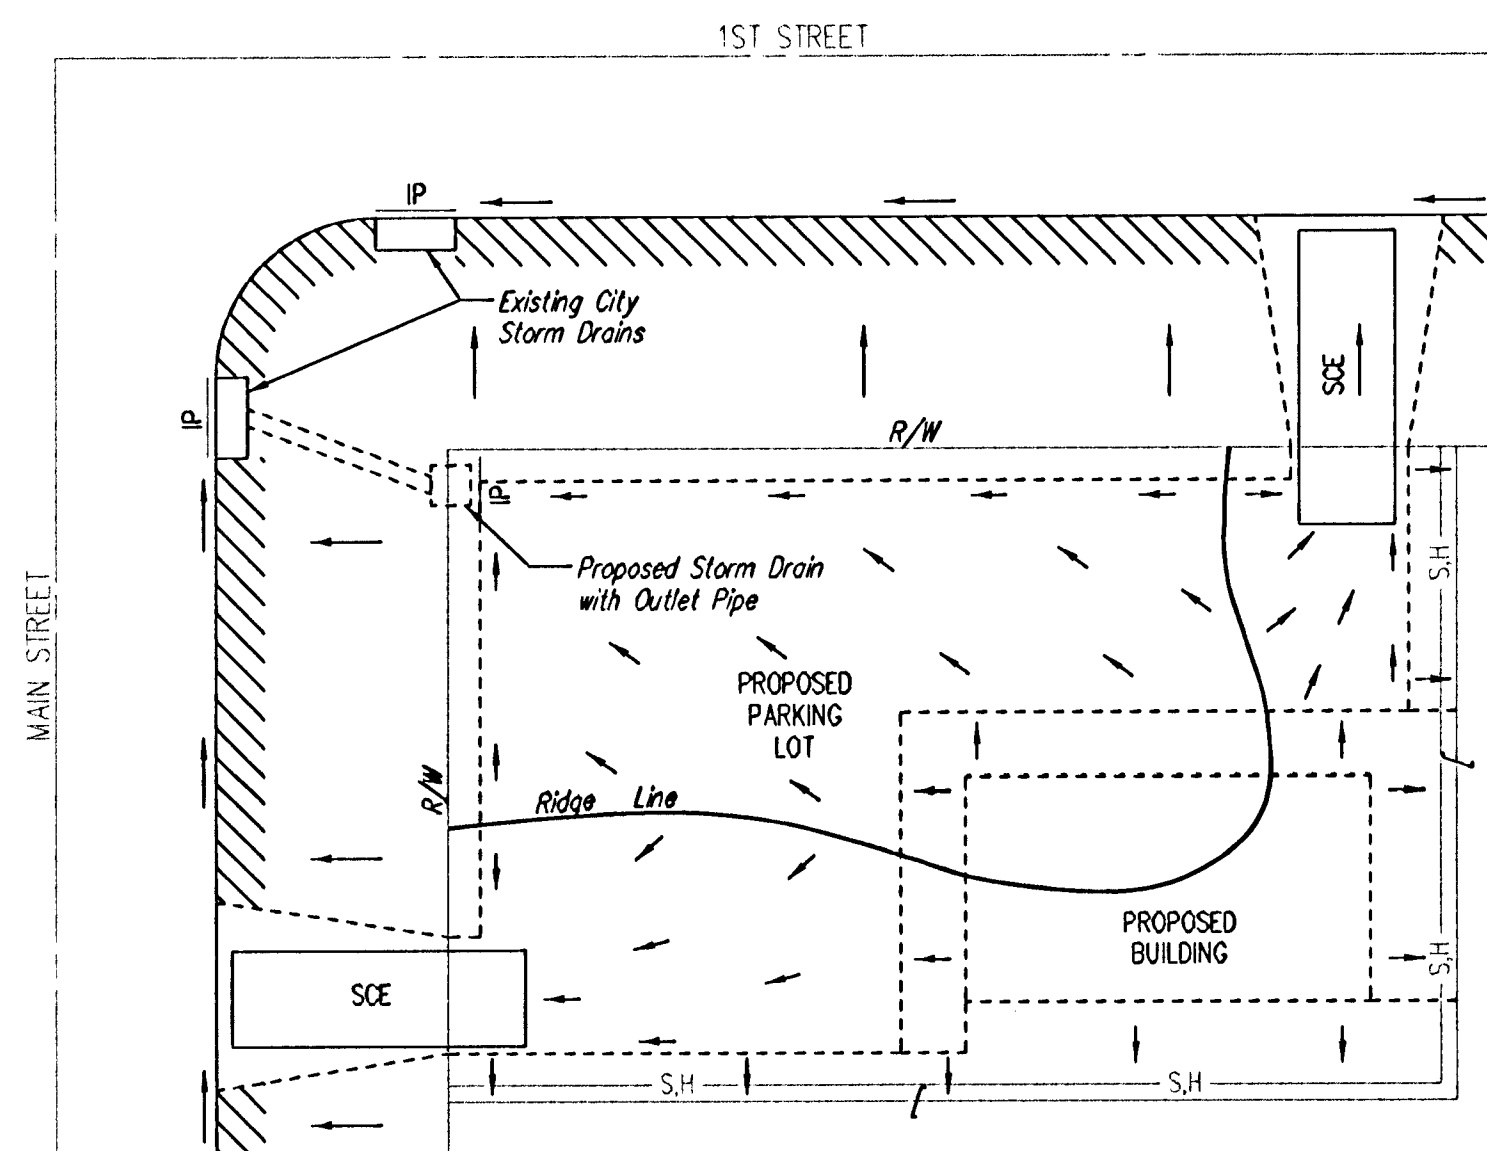 1ST STREET
IP
Existing City
Storm Drains
SCE
IP
R/W
IP
S,H
Proposed Storm Drain
with Outlet Pipe
MAIN STREET
PROPOSED
PARKING
LOT
R/W
Ridge Line
PROPOSED
BUILDING
S,H
SCE
S,H
S,H